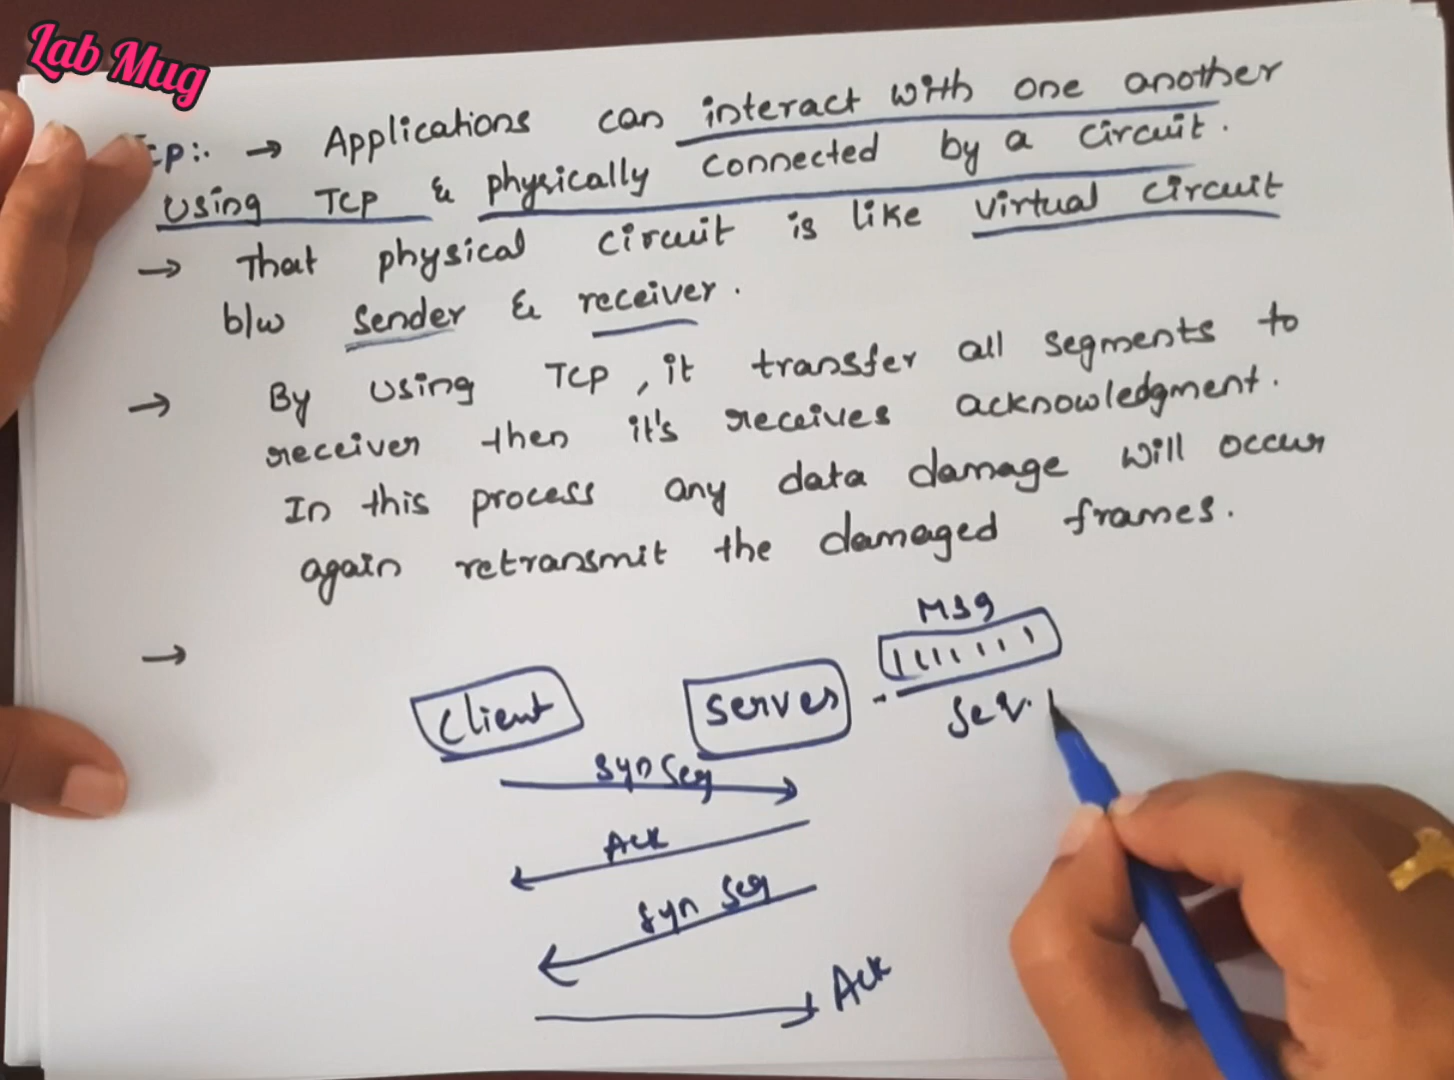 Lab Mug
cp:. → Applications can interact with one another
using TCP & physically connected by a circuit.
→ That physical circuit is like virtual circuit
b/w sender & receiver.
→ By using TCP, it transfer all segments to
receiver then it's receives acknowledgment.
In this process any data damage will occur
again retransmit the damaged frames.
→
Msg
Client
Server
Syn Seg
Ack
Syn Seg
Ack